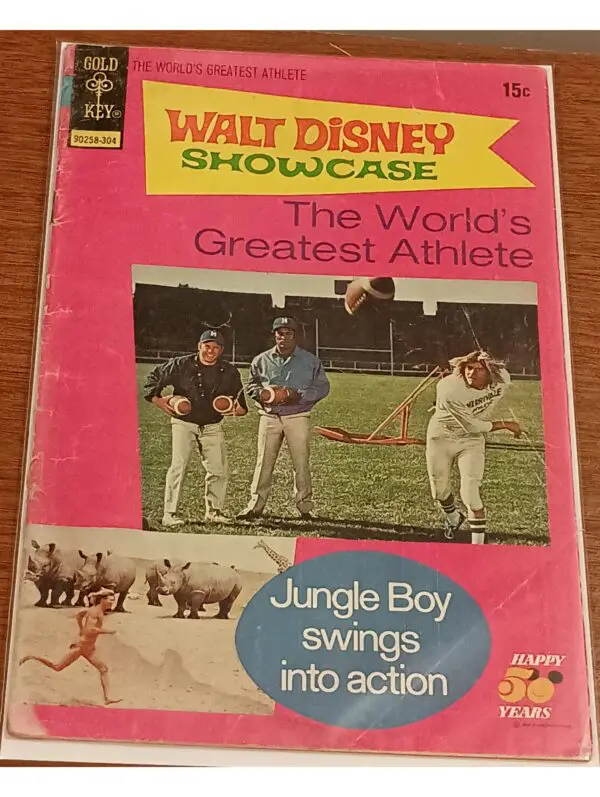 GOLD
KEY®
90258-304
THE WORLD'S GREATEST ATHLETE
15c
WALT DISNEY
SHOWCASE
The World's
Greatest Athlete
H
H
Jungle Boy
swings
into action
HAPPY
50
YEARS